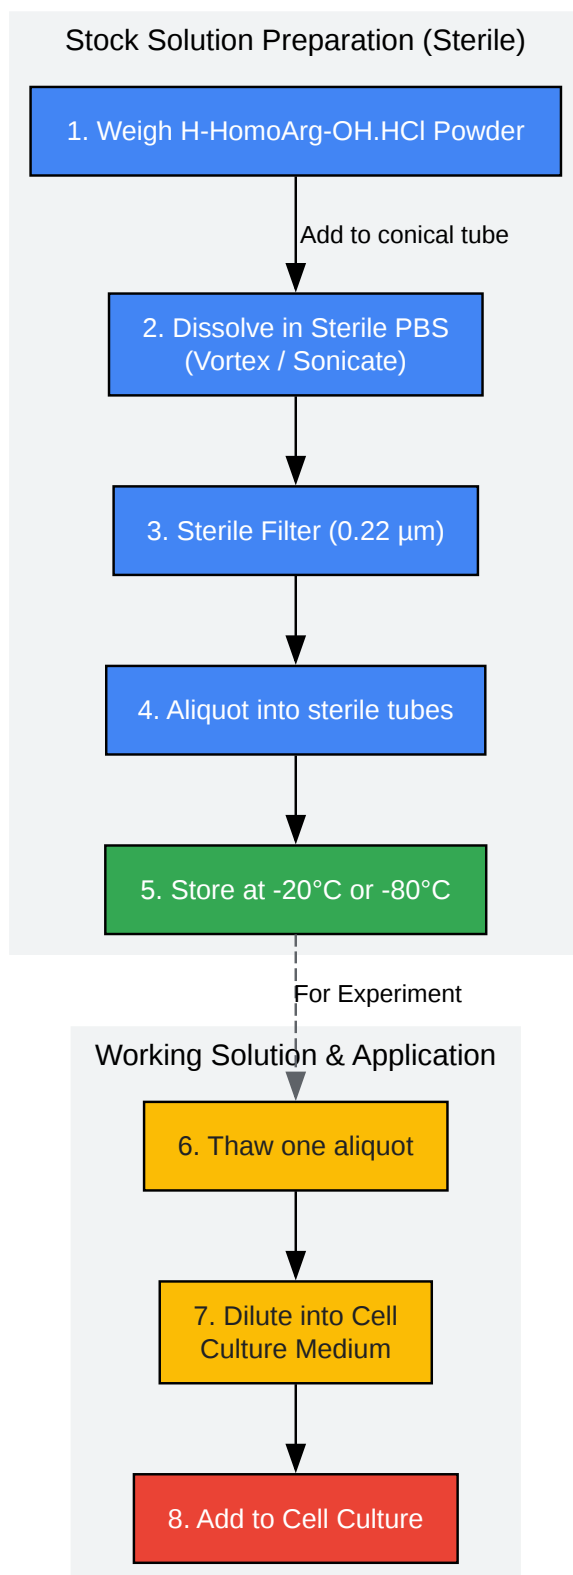 Stock Solution Preparation (Sterile)
1. Weigh H-HomoArg-OH.HCl Powder
Add to conical tube
2. Dissolve in Sterile PBS
(Vortex / Sonicate)
3. Sterile Filter (0.22 µm)
4. Aliquot into sterile tubes
5. Store at -20°C or -80°C
For Experiment
Working Solution & Application
6. Thaw one aliquot
7. Dilute into Cell
Culture Medium
8. Add to Cell Culture